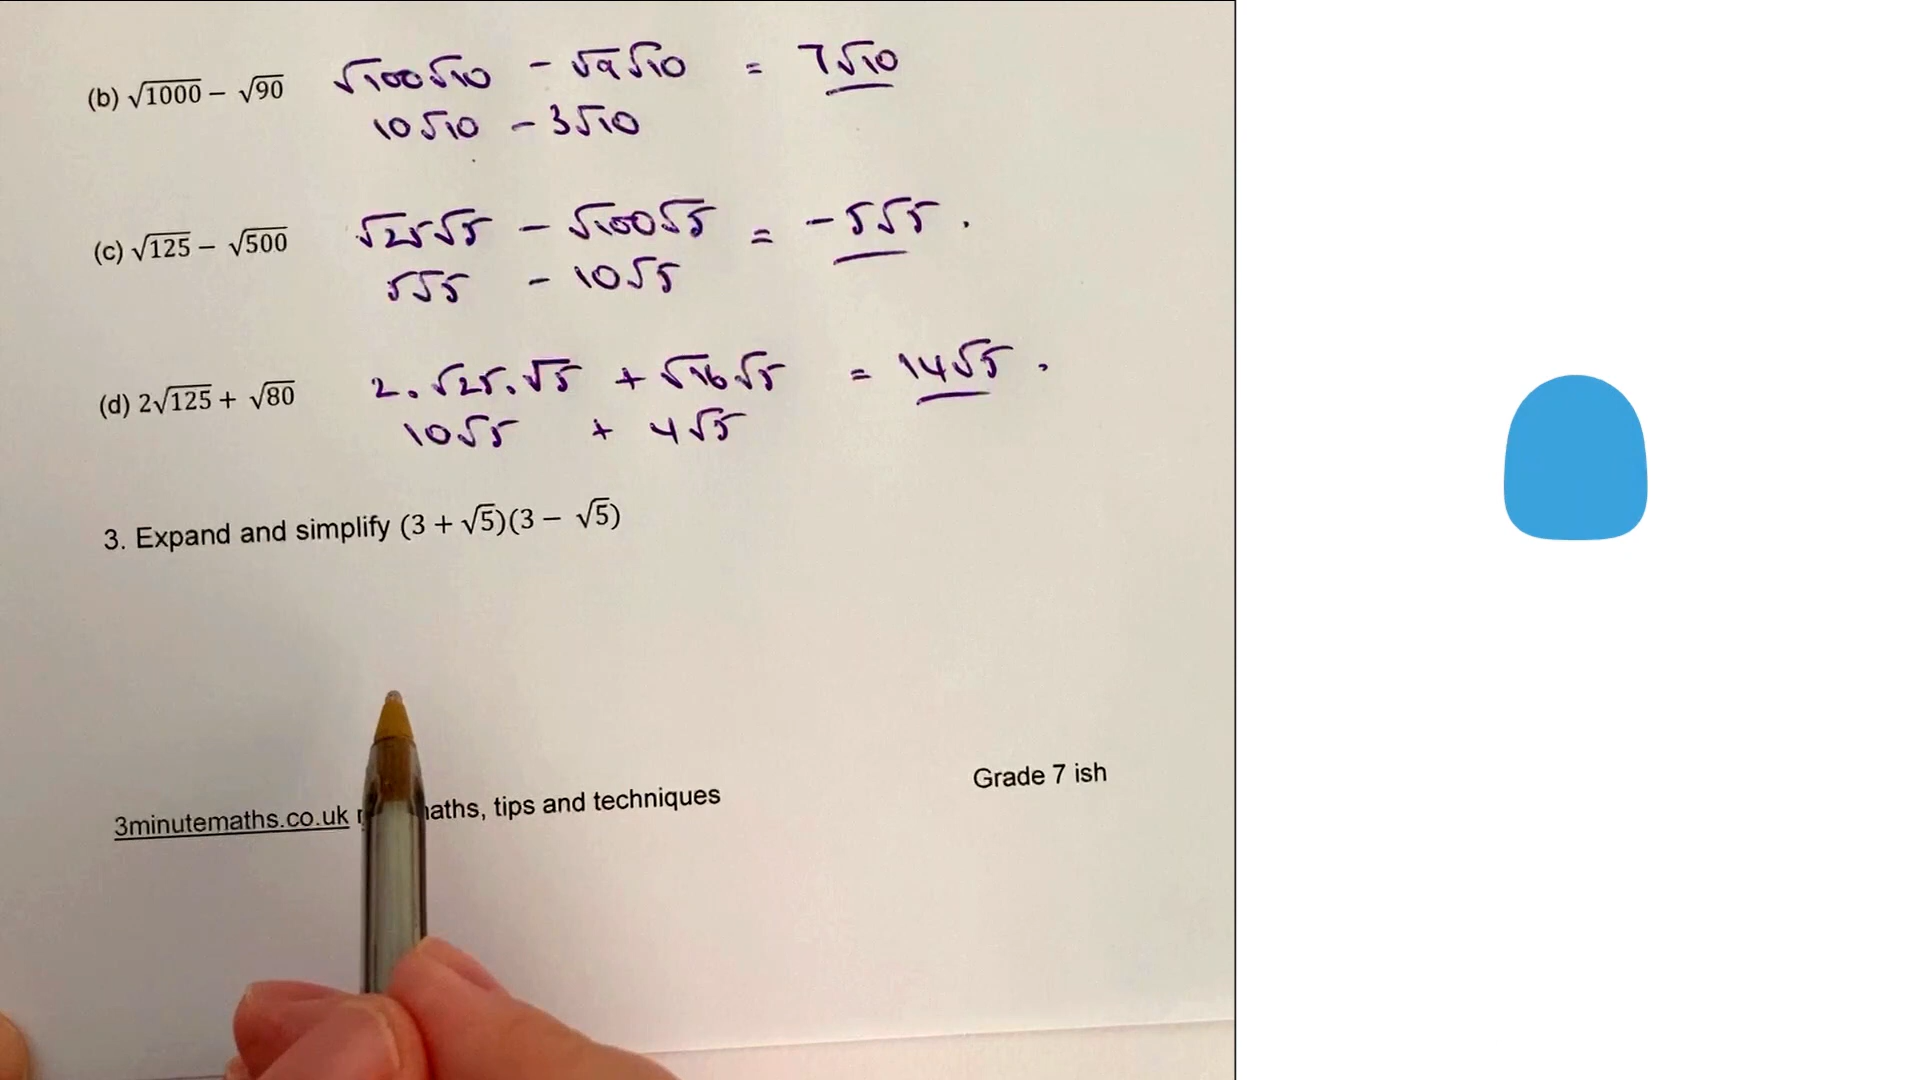 (b) √1000 − √90 √100√10 − √9√10 = 7√10
10√10 − 3√10
(c) √125 − √500 √25√5 − √100√5 = −5√5.
5√5 − 10√5
(d) 2√125 + √80 2.√25.√5 + √16√5 = 14√5.
10√5 + 4√5
3. Expand and simplify (3 + √5)(3 − √5)
Grade 7 ish
3minutemaths.co.uk maths, tips and techniques